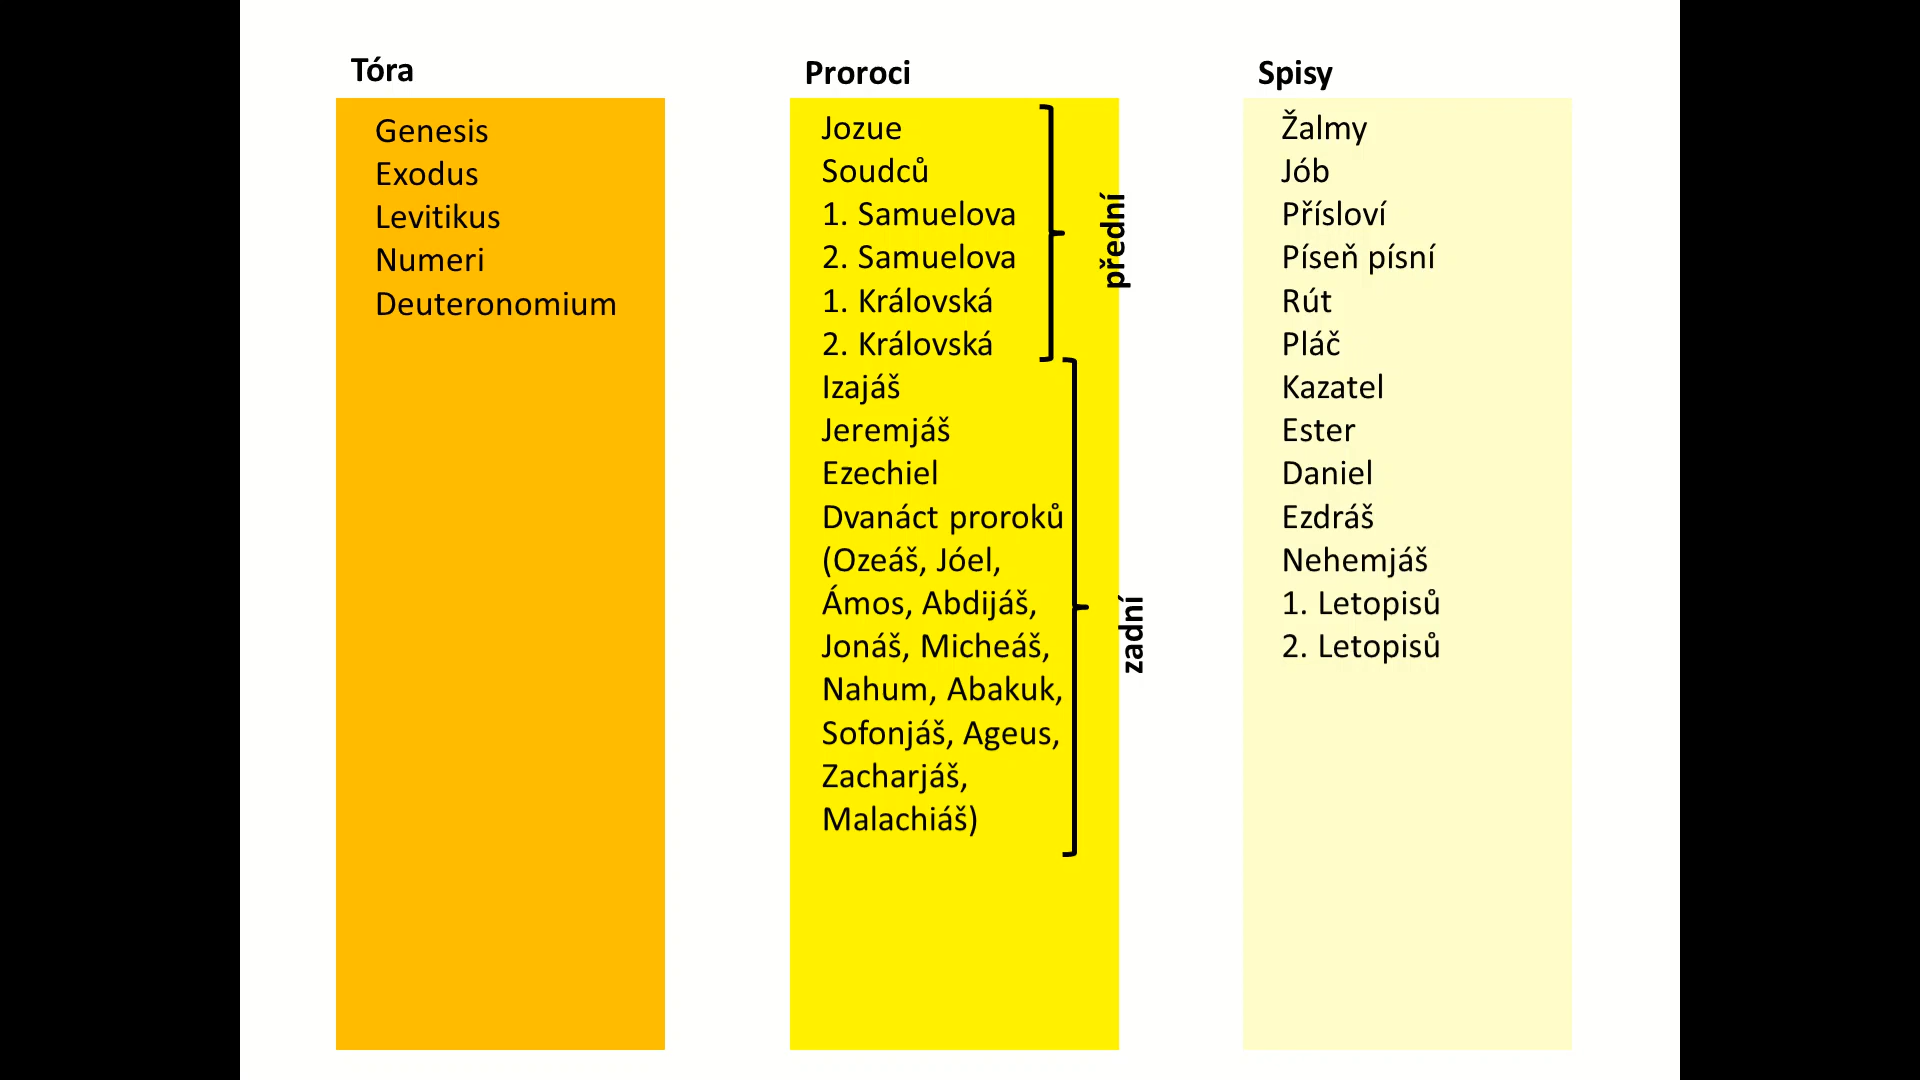 Tóra
Genesis
Exodus
Levitikus
Numeri
Deuteronomium
Proroci
Jozue
Soudců
1. Samuelova
2. Samuelova
1. Královská
2. Královská
přední
Izajáš
Jeremjáš
Ezechiel
Dvanáct proroků
(Ozeáš, Jóel,
Ámos, Abdijáš,
Jonáš, Micheáš,
Nahum, Abakuk,
Sofonjáš, Ageus,
Zacharjáš,
Malachiáš)
zadní
Spisy
Žalmy
Jób
Přísloví
Píseň písní
Rút
Pláč
Kazatel
Ester
Daniel
Ezdráš
Nehemjáš
1. Letopisů
2. Letopisů